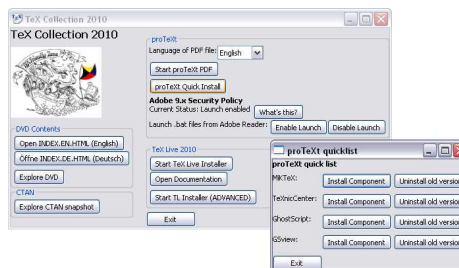 TeX Collection 2010
TeX Collection 2010
DVD Contents
Open INDEX.EN.HTML (English)
Öffne INDEX.DE.HTML (Deutsch)
Explore DVD
CTAN
Explore CTAN snapshot
proTeXt
Language of PDF file: English
Start proTeXt PDF
proTeXt Quick Install
Adobe 9.x Security Policy
Current Status: Launch enabled What's this?
Launch .bat files from Adobe Reader: Enable Launch Disable Launch
TeX Live 2010
Start TeX Live Installer
Open Documentation
Start TL Installer (ADVANCED)
Exit
proTeXt quicklist
proTeXt quick list
MiKTeX: Install Component Uninstall old version
TeXnicCenter: Install Component Uninstall old version
GhostScript: Install Component Uninstall old version
GSview: Install Component Uninstall old version
Exit